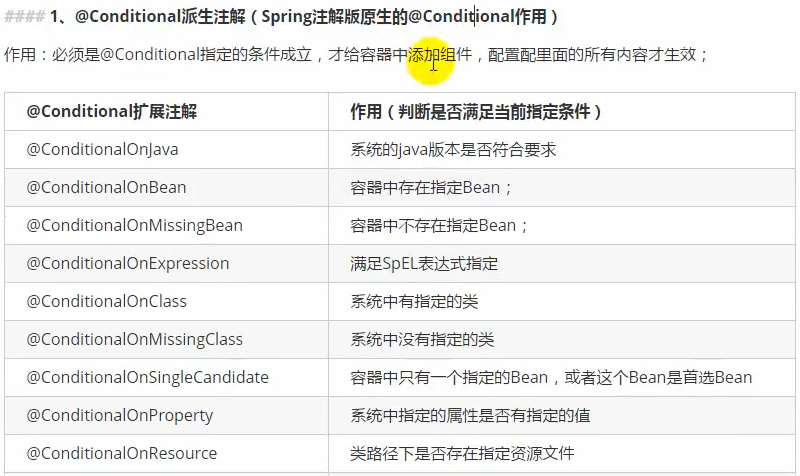 #### 1、@Conditional派生注解（Spring注解版原生的@Conditional作用）
作用：必须是@Conditional指定的条件成立，才给容器中添加组件，配置配里面的所有内容才生效；
@Conditional扩展注解 作用（判断是否满足当前指定条件）
@ConditionalOnJava 系统的java版本是否符合要求
@ConditionalOnBean 容器中存在指定Bean；
@ConditionalOnMissingBean 容器中不存在指定Bean；
@ConditionalOnExpression 满足SpEL表达式指定
@ConditionalOnClass 系统中有指定的类
@ConditionalOnMissingClass 系统中没有指定的类
@ConditionalOnSingleCandidate 容器中只有一个指定的Bean，或者这个Bean是首选Bean
@ConditionalOnProperty 系统中指定的属性是否有指定的值
@ConditionalOnResource 类路径下是否存在指定资源文件